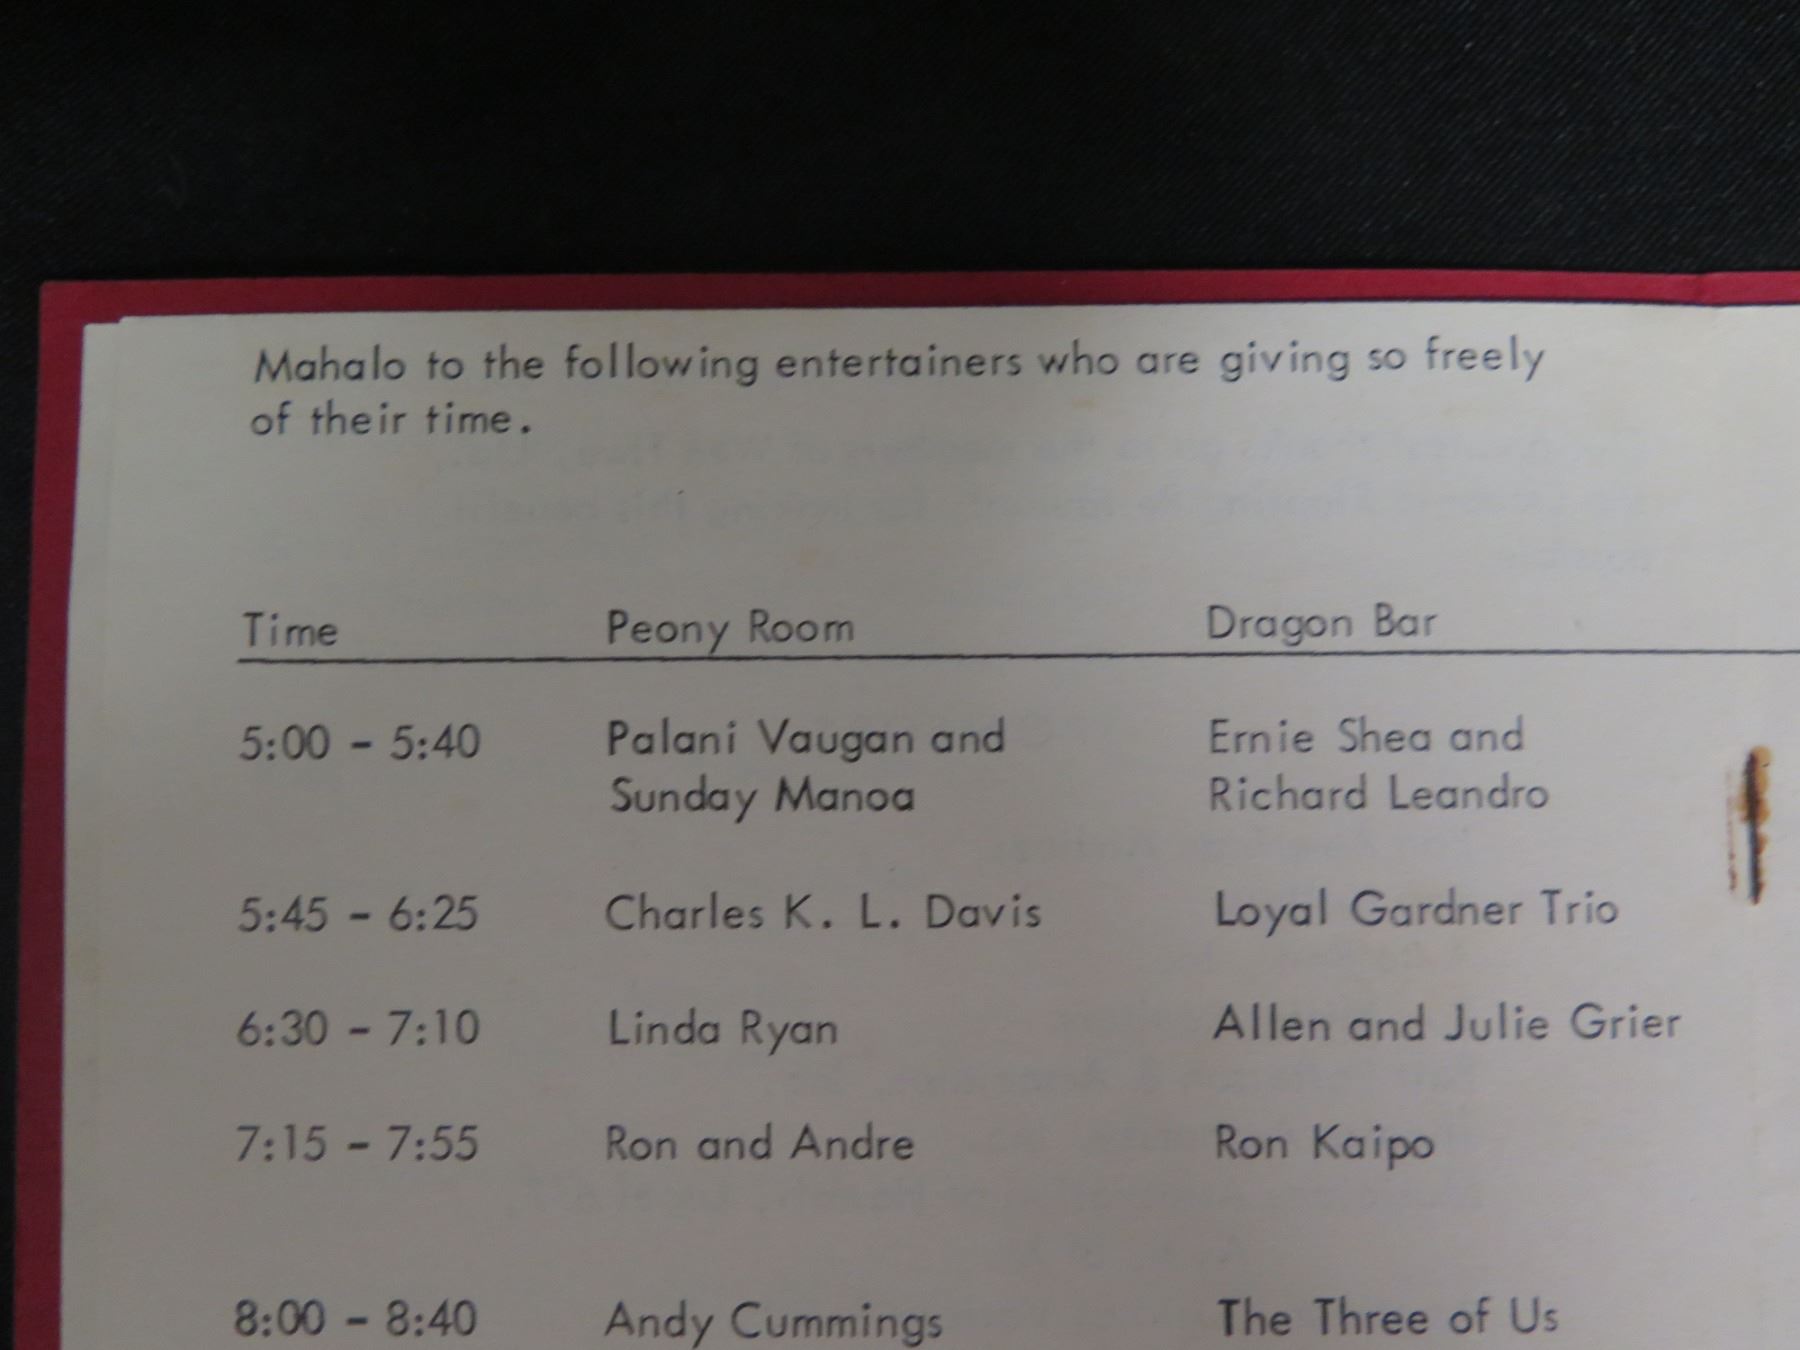 Mahalo to the following entertainers who are giving so freely
of their time.
Time Peony Room Dragon Bar
5:00 - 5:40 Palani Vaugan and Ernie Shea and
Sunday Manoa Richard Leandro
5:45 - 6:25 Charles K. L. Davis Loyal Gardner Trio
6:30 - 7:10 Linda Ryan Allen and Julie Grier
7:15 - 7:55 Ron and Andre Ron Kaipo
8:00 - 8:40 Andy Cummings The Three of Us